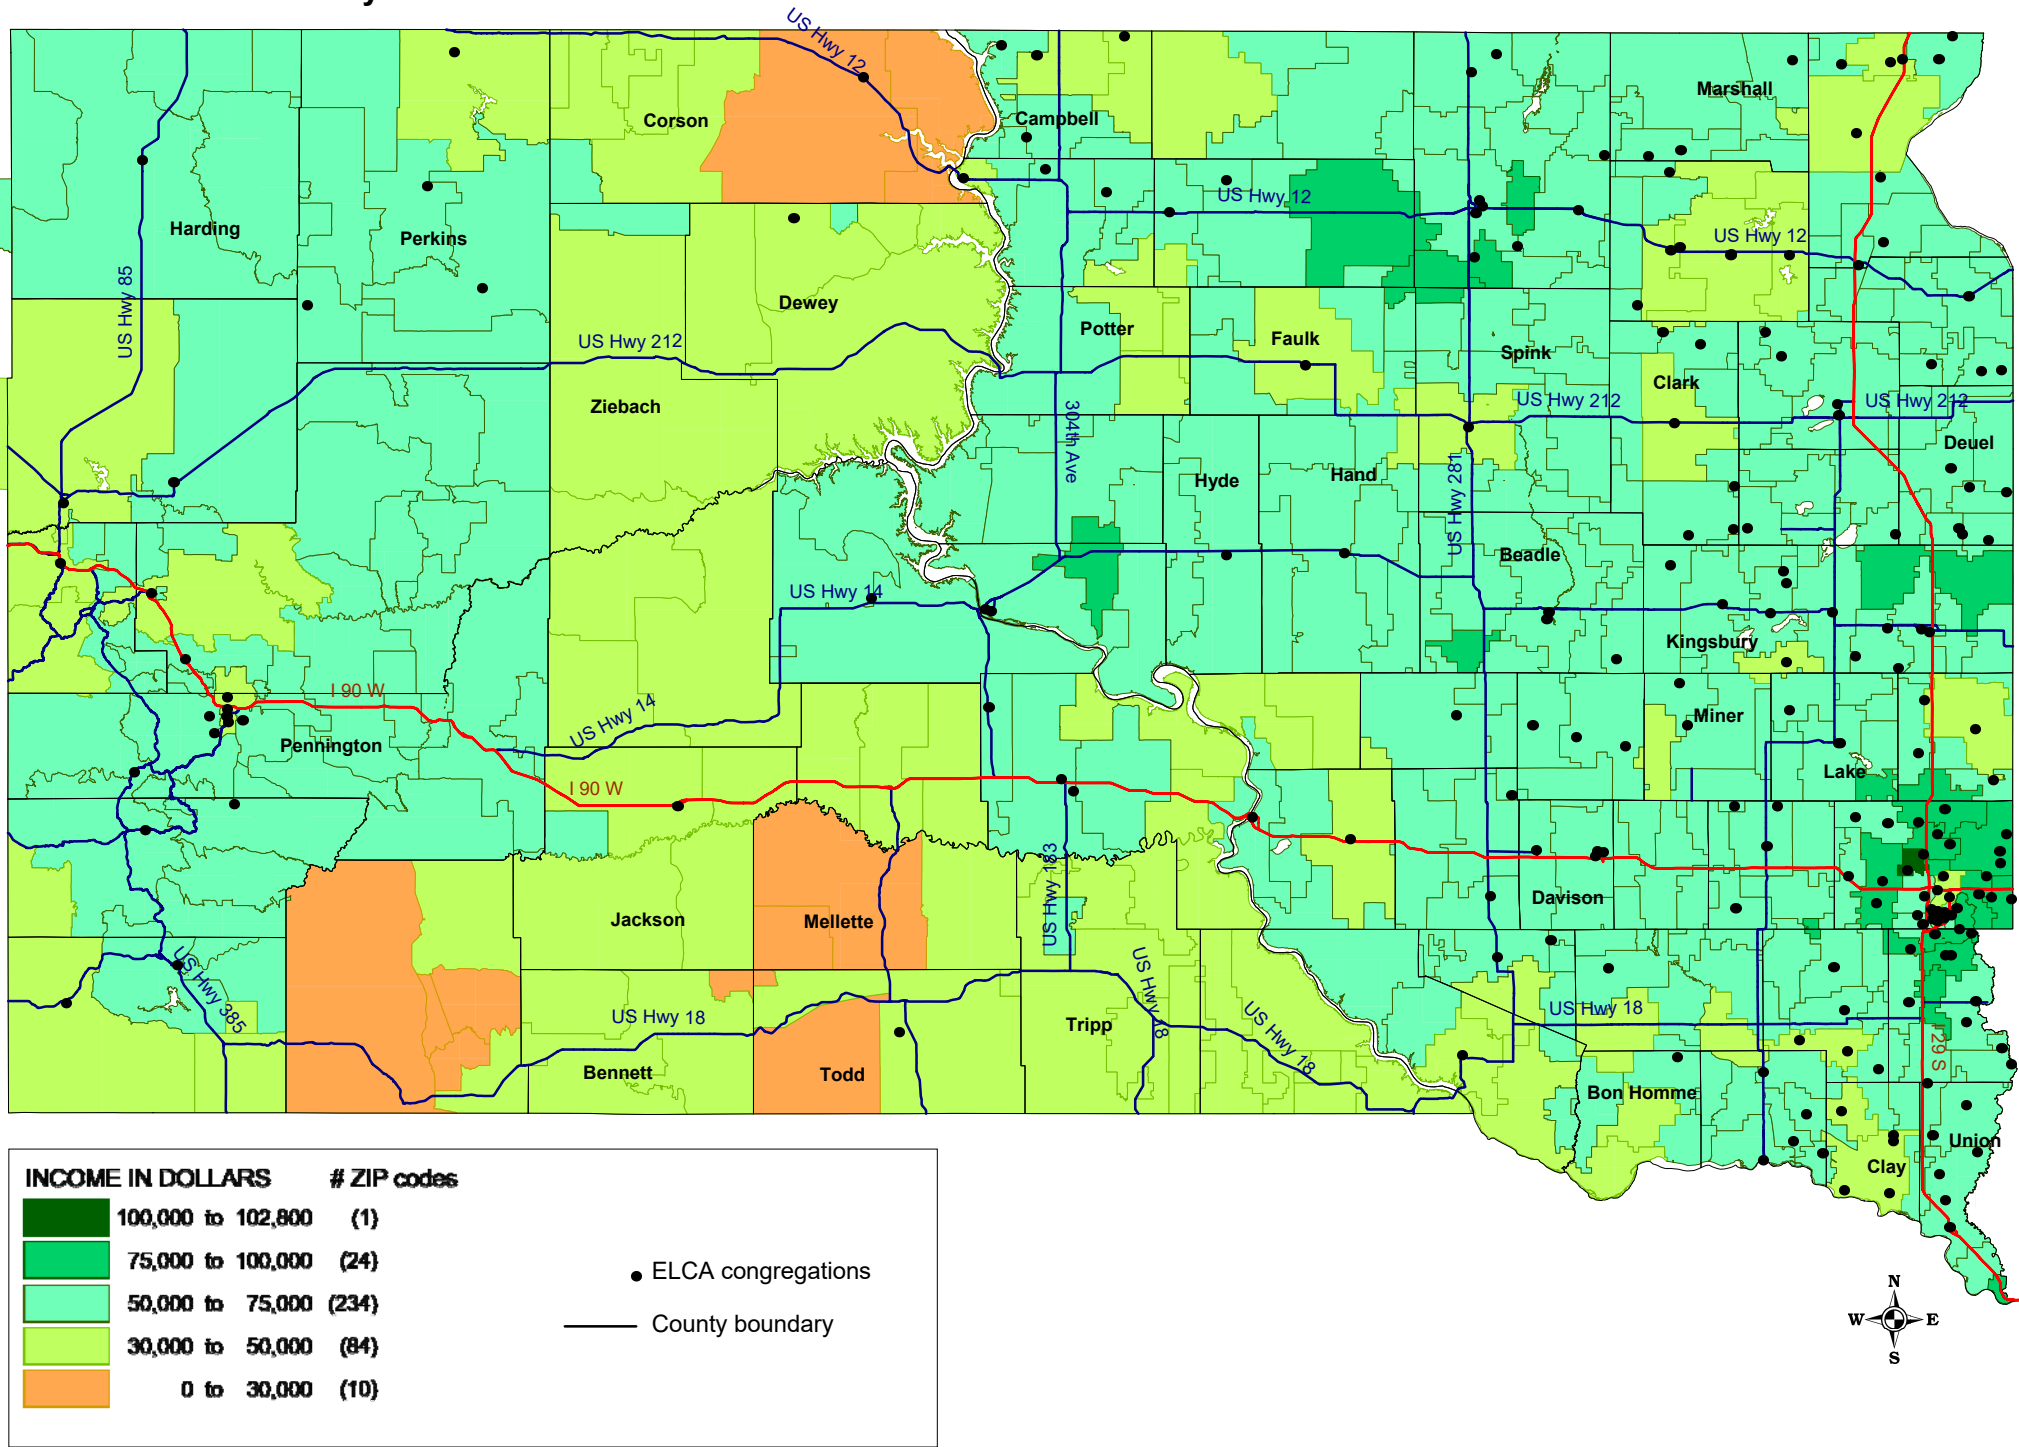 US Hwy 12
Corson
Campbell
Marshall
Harding
Perkins
US Hwy 12
US Hwy 12
US Hwy 85
Dewey
Potter
Faulk
Spink
US Hwy 212
Clark
Ziebach
US Hwy 212
US Hwy 212
304th Ave
Deuel
Hyde
Hand
US Hwy 281
Beadle
US Hwy 14
Kingsbury
I 90 W
US Hwy 14
Pennington
Miner
Lake
I 90 W
US Hwy 183
Davison
Jackson
Mellette
US Hwy 385
US Hwy 18
US Hwy 18
US Hwy 18
US Hwy 18
Tripp
I 29 S
Bennett
Todd
Bon Homme
Union
Clay
INCOME IN DOLLARS # ZIP codes
100,000 to 102,800 (1)
75,000 to 100,000 (24)
50,000 to 75,000 (234)
30,000 to 50,000 (84)
0 to 30,000 (10)
ELCA congregations
County boundary
N
W E
S